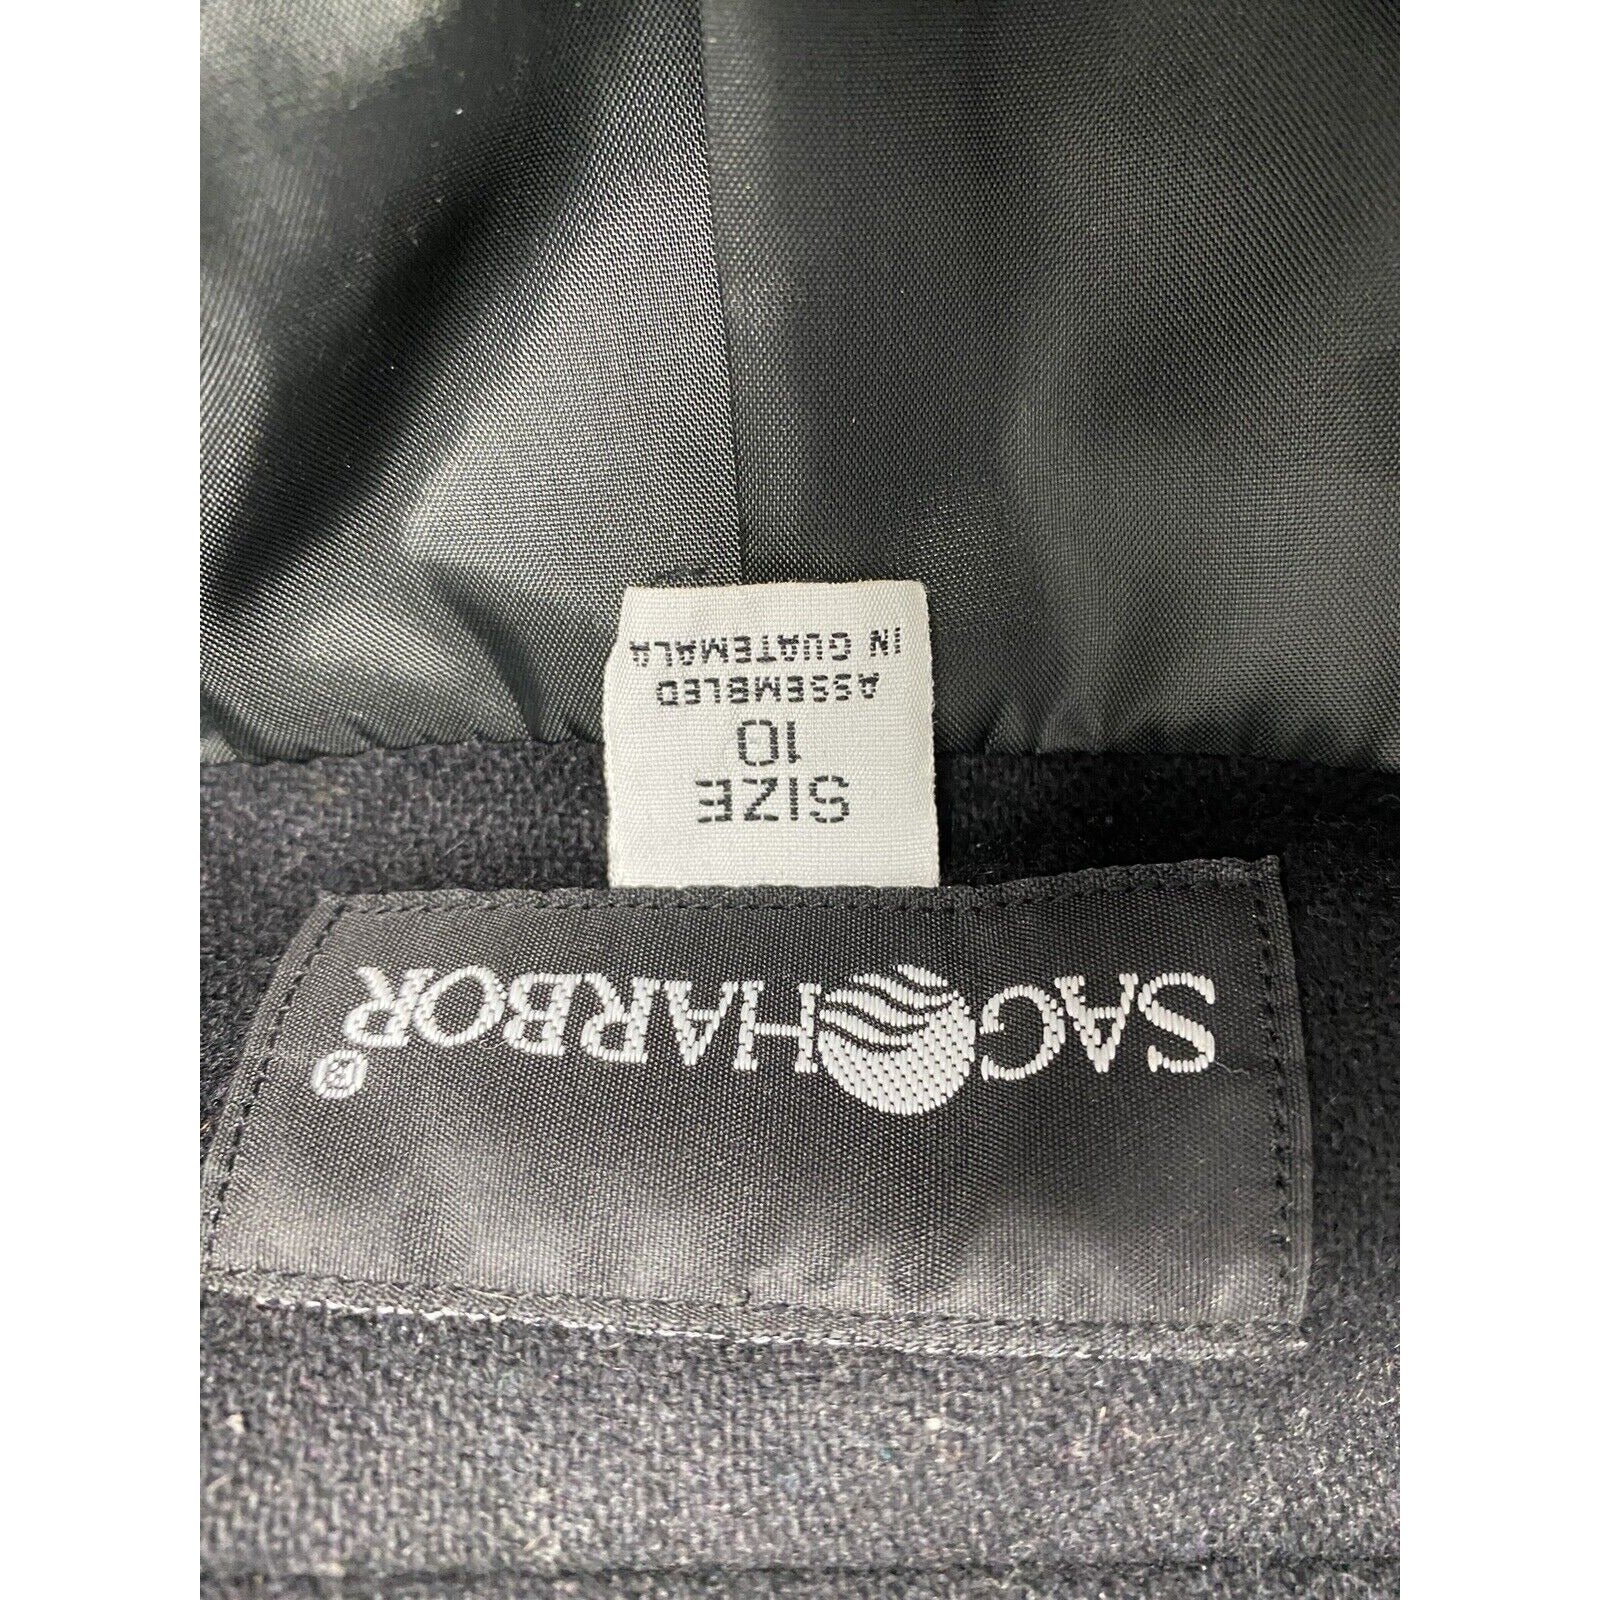 SAG HARBOR®
SIZE
10
ASSEMBLED
IN GUATEMALA